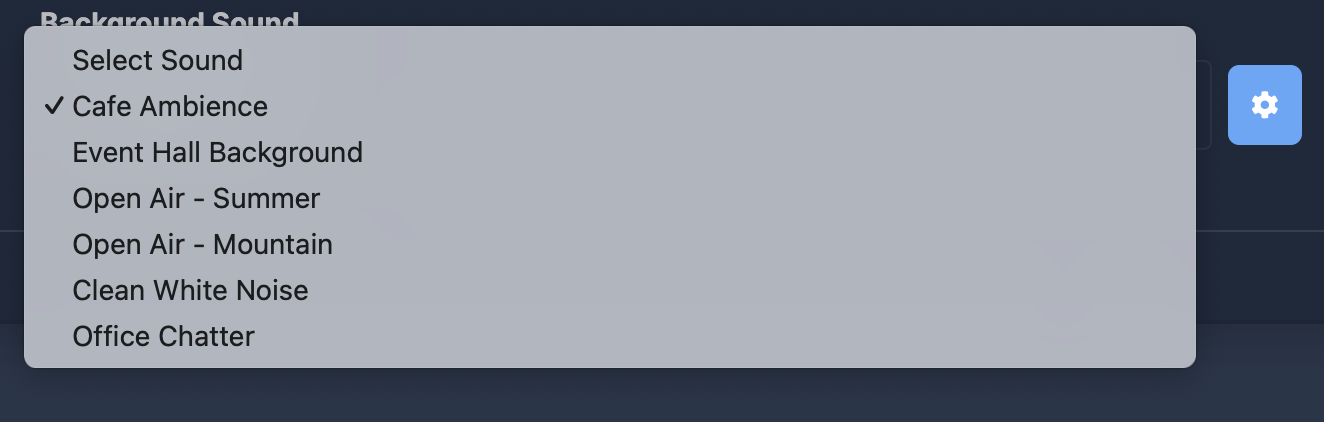 Background Sound
Select Sound
✓ Cafe Ambience
Event Hall Background
Open Air - Summer
Open Air - Mountain
Clean White Noise
Office Chatter